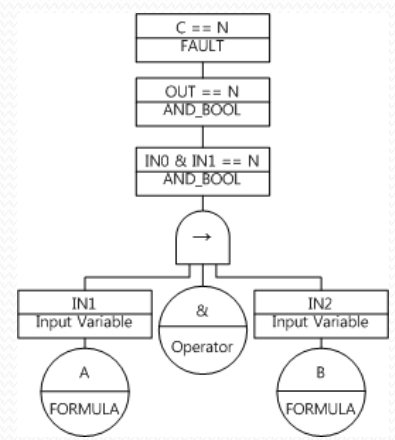 C == N
FAULT
OUT == N
AND_BOOL
IN0 & IN1 == N
AND_BOOL
→
IN1
Input Variable
&
Operator
IN2
Input Variable
A
FORMULA
B
FORMULA